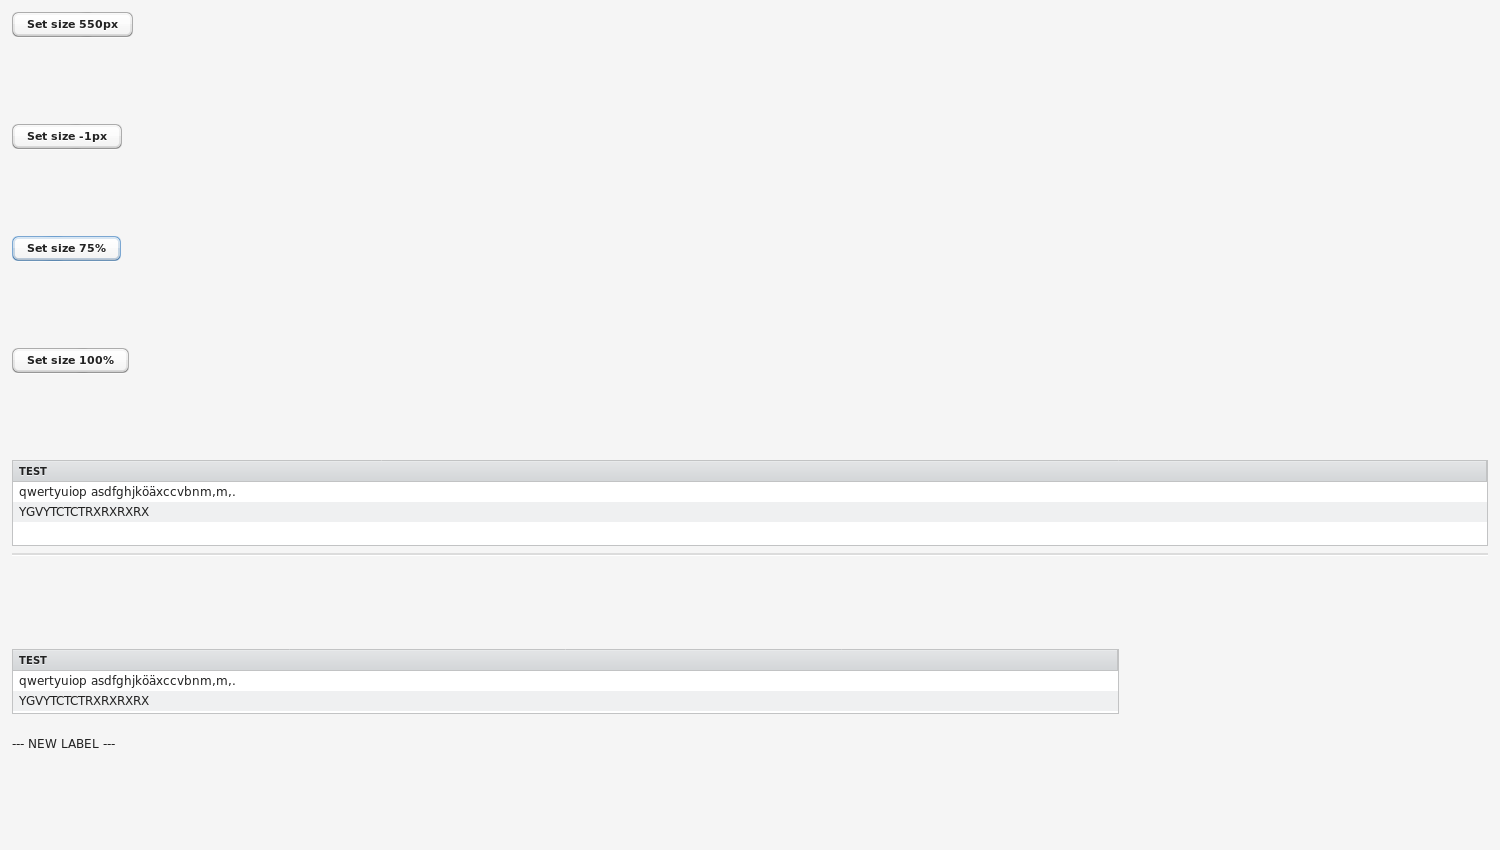 Set size 550px
Set size -1px
Set size 75%
Set size 100%
TEST
qwertyuiop asdfghjköäxccvbnm,m,.
YGVYTCTCTRXRXRXRX
TEST
qwertyuiop asdfghjköäxccvbnm,m,.
YGVYTCTCTRXRXRXRX
--- NEW LABEL ---